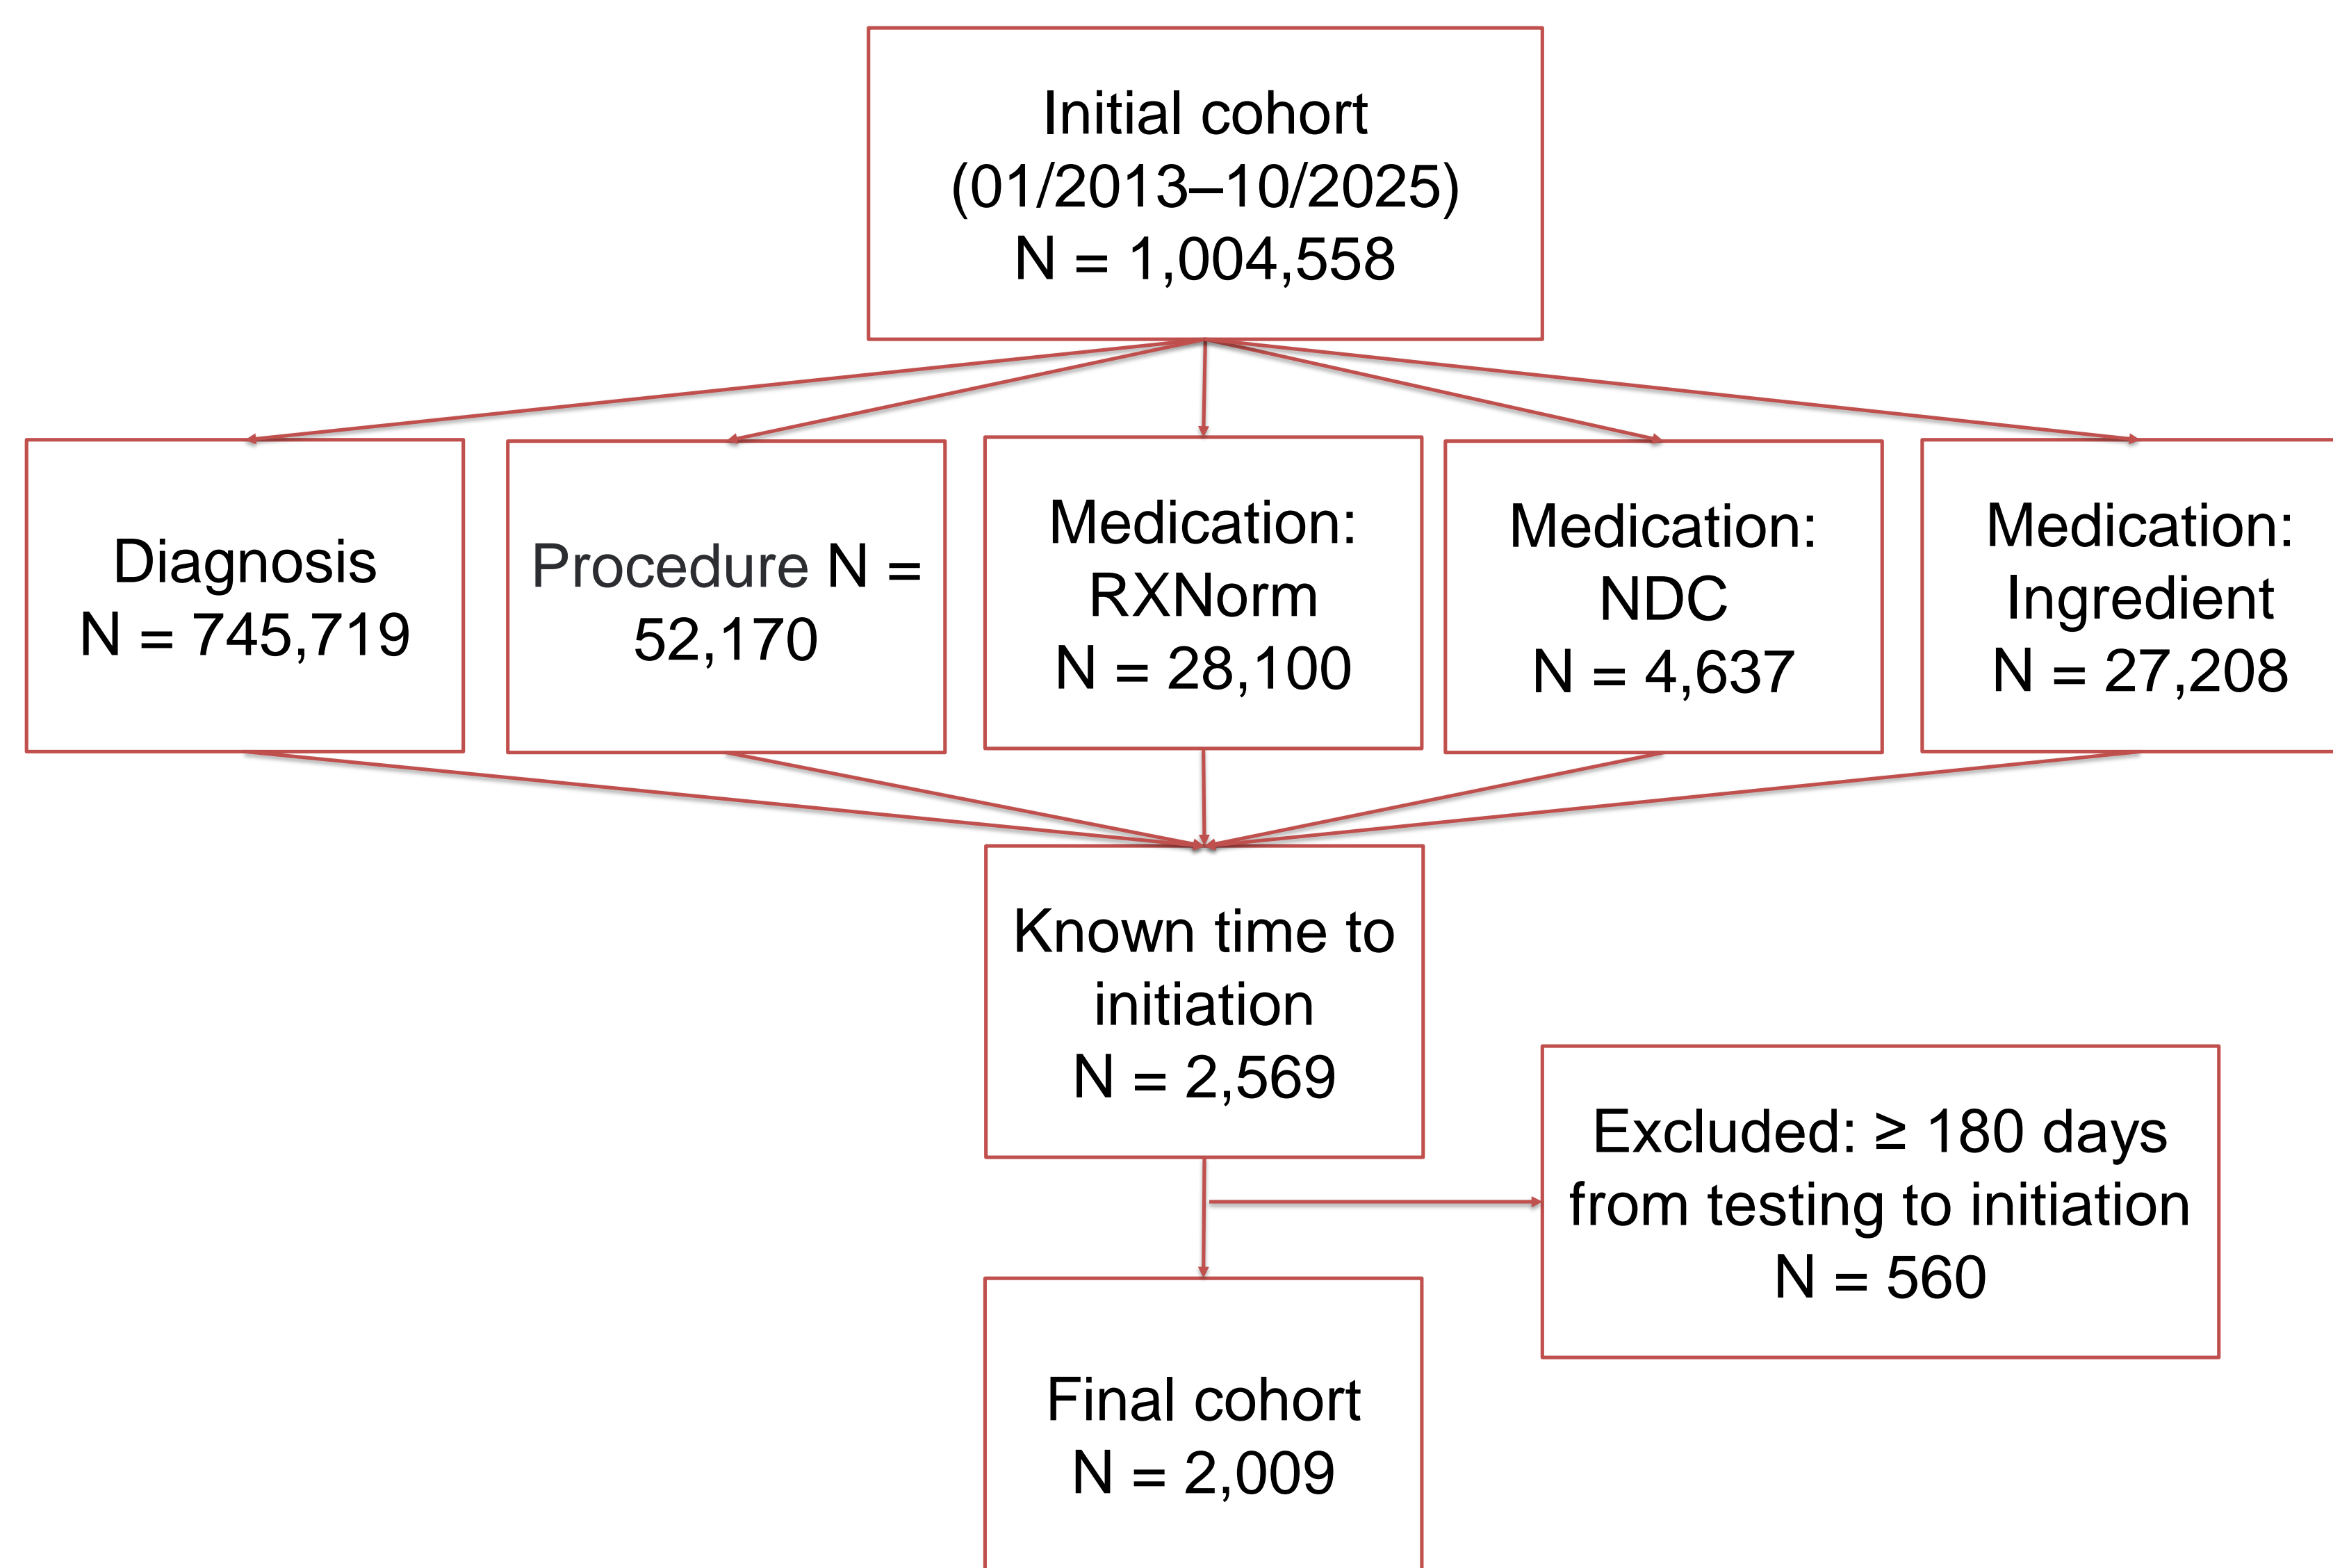 Initial cohort
(01/2013–10/2025)
N = 1,004,558
Diagnosis
N = 745,719
Procedure N =
52,170
Medication:
RXNorm
N = 28,100
Medication:
NDC
N = 4,637
Medication:
Ingredient
N = 27,208
Known time to
initiation
N = 2,569
Excluded: ≥ 180 days
from testing to initiation
N = 560
Final cohort
N = 2,009